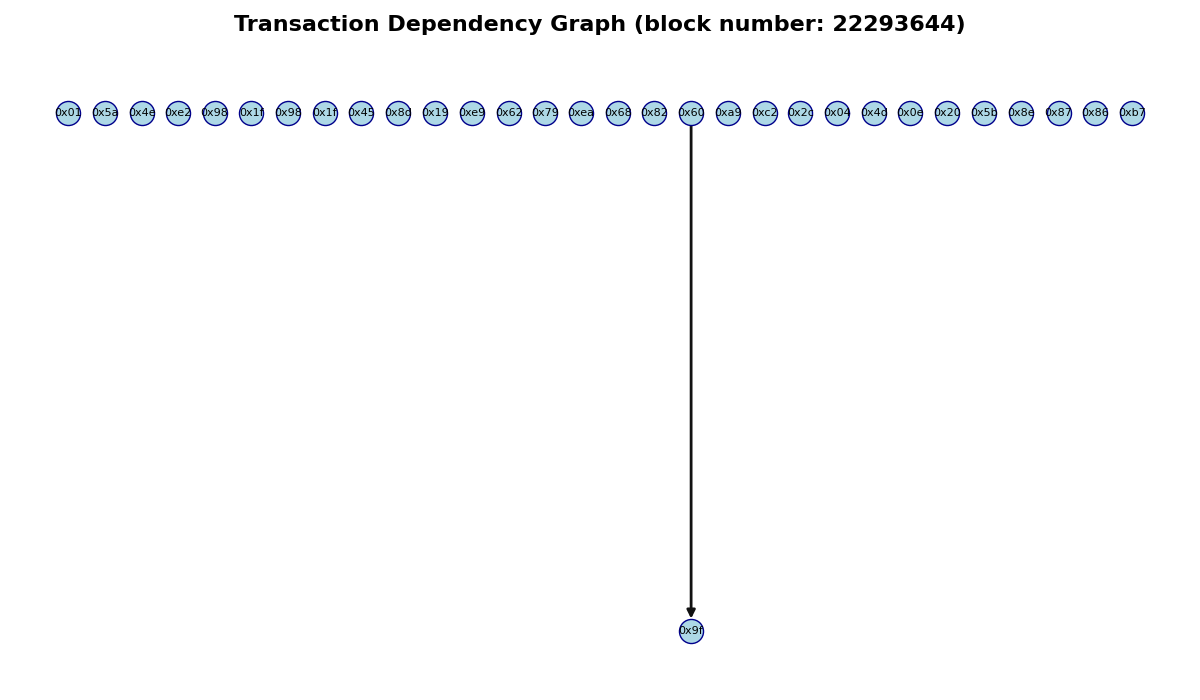 Transaction Dependency Graph (block number: 22293644)
0x01 0x5a 0x4e 0xe2 0x98 0x1f 0x98 0x1f 0x45 0x8d 0x19 0xe9 0x62 0x79 0xea 0x68 0x82 0x60 0xa9 0xc2 0x2c 0x04 0x4d 0x0e 0x20 0x5b 0x8e 0x87 0x86 0xb7
0x9f